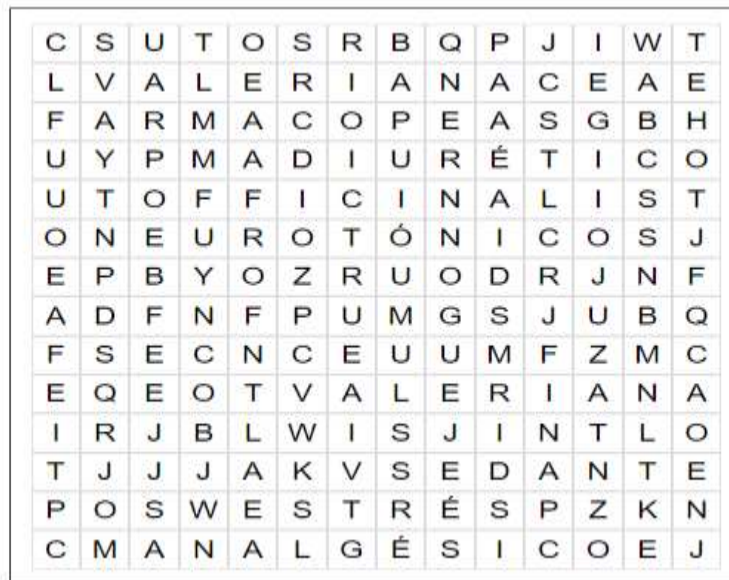 C S U T O S R B Q P J I W T
L V A L E R I A N A C E A E
F A R M A C O P E A S G B H
U Y P M A D I U R É T I C O
U T O F F I C I N A L I S T
O N E U R O T Ó N I C O S J
E P B Y O Z R U O D R J N F
A D F N F P U M G S J U B Q
F S E C N C E U U M F Z M C
E Q E O T V A L E R I A N A
I R J B L W I S J I N T L O
T J J J A K V S E D A N T E
P O S W E S T R É S P Z K N
C M A N A L G É S I C O E J